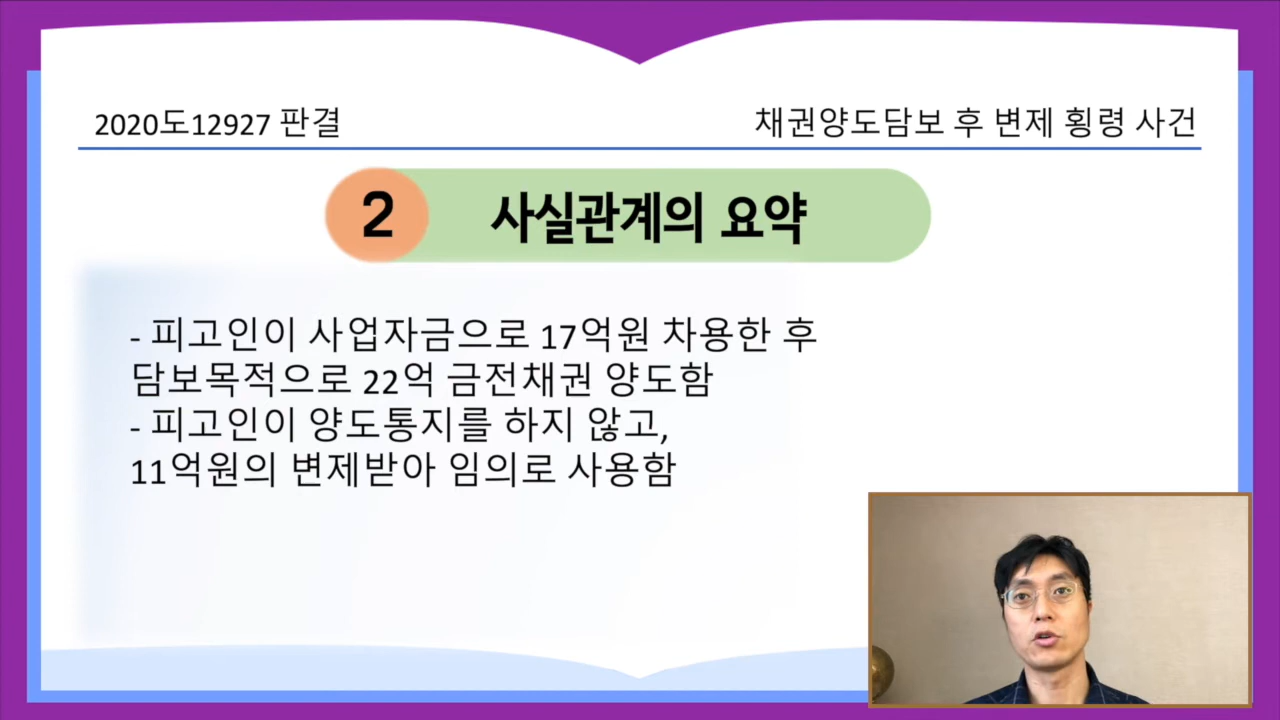 2020도12927 판결
채권양도담보 후 변제 횡령 사건
2 사실관계의 요약
- 피고인이 사업자금으로 17억원 차용한 후
담보목적으로 22억 금전채권 양도함
- 피고인이 양도통지를 하지 않고,
11억원의 변제받아 임의로 사용함